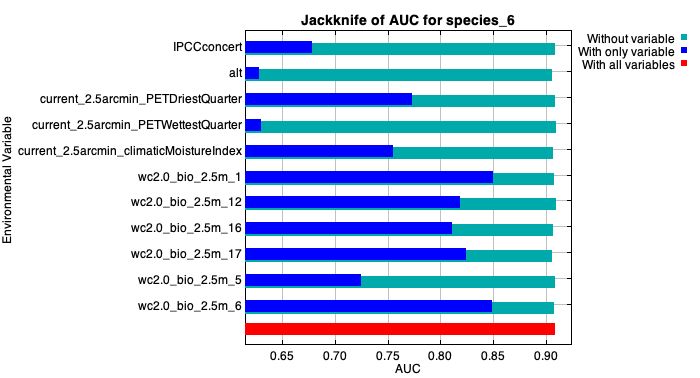 Jackknife of AUC for species_6
Without variable
With only variable
With all variables
Environmental Variable
IPCCconcert
alt
current_2.5arcmin_PETDriestQuarter
current_2.5arcmin_PETWettestQuarter
current_2.5arcmin_climaticMoistureIndex
wc2.0_bio_2.5m_1
wc2.0_bio_2.5m_12
wc2.0_bio_2.5m_16
wc2.0_bio_2.5m_17
wc2.0_bio_2.5m_5
wc2.0_bio_2.5m_6
0.65 0.70 0.75 0.80 0.85 0.90
AUC